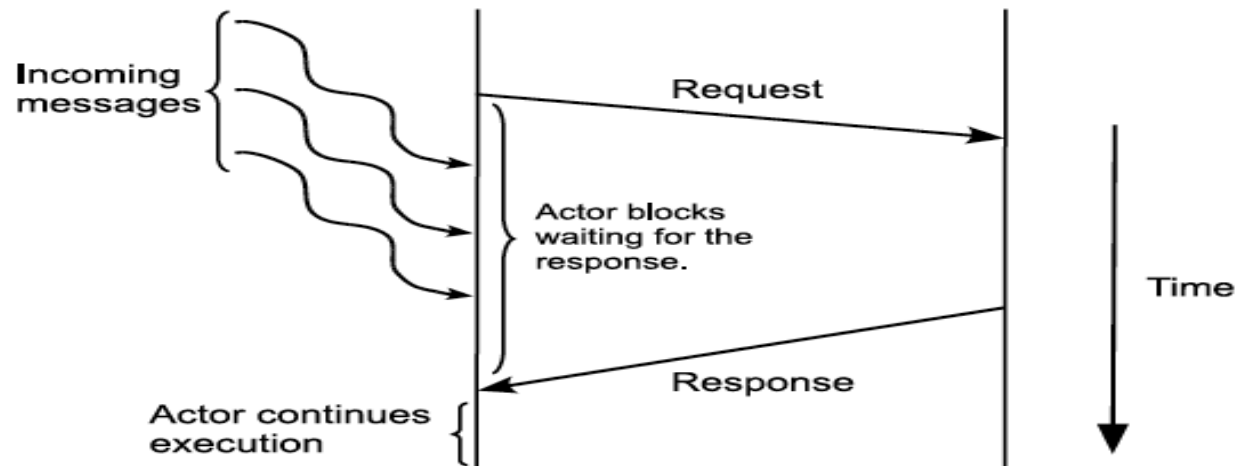 Incoming
messages
Request
Actor blocks
waiting for the
response.
Time
Response
Actor continues
execution